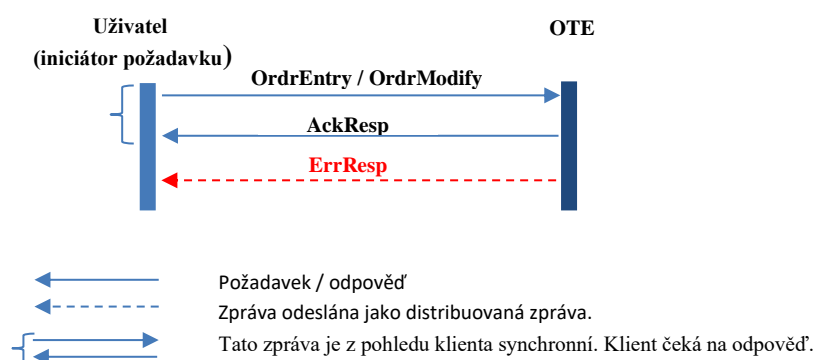 Uživatel
(iniciátor požadavku)
OTE
OrdrEntry / OrdrModify
AckResp
ErrResp
Požadavek / odpověď
Zpráva odeslána jako distribuovaná zpráva.
Tato zpráva je z pohledu klienta synchronní. Klient čeká na odpověď.